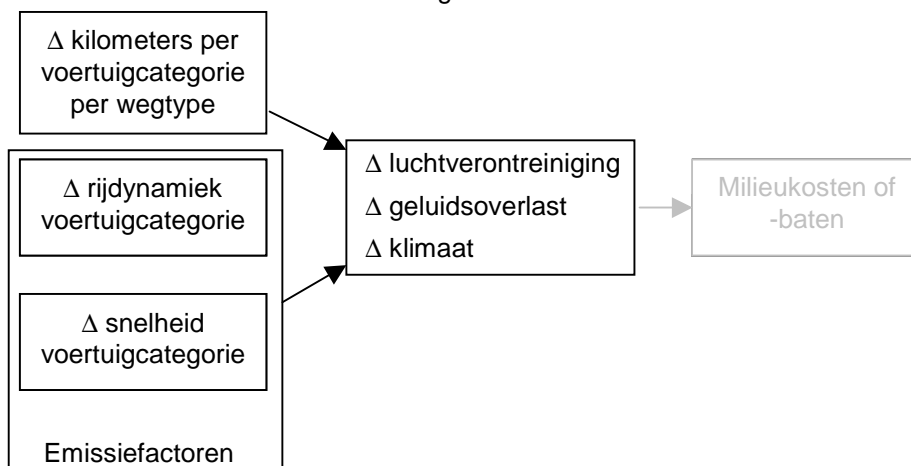 Δ kilometers per
voertuigcategorie
per wegtype
Δ rijdynamiek
voertuigcategorie
Δ snelheid
voertuigcategorie
Emissiefactoren
Δ luchtverontreiniging
Δ geluidsoverlast
Δ klimaat
Milieukosten of
-baten